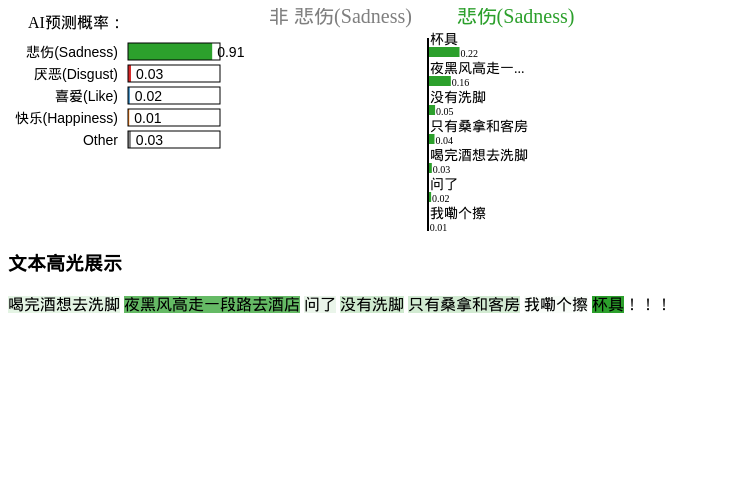 AI预测概率：
悲伤(Sadness) 0.91
厌恶(Disgust) 0.03
喜爱(Like) 0.02
快乐(Happiness) 0.01
Other 0.03
非 悲伤(Sadness) 悲伤(Sadness)
杯具
0.22
夜黑风高走一...
0.16
没有洗脚
0.05
只有桑拿和客房
0.04
喝完酒想去洗脚
0.03
问了
0.02
我嘞个擦
0.01
文本高光展示
喝完酒想去洗脚 夜黑风高走一段路去酒店 问了 没有洗脚 只有桑拿和客房 我嘞个擦 杯具！！！